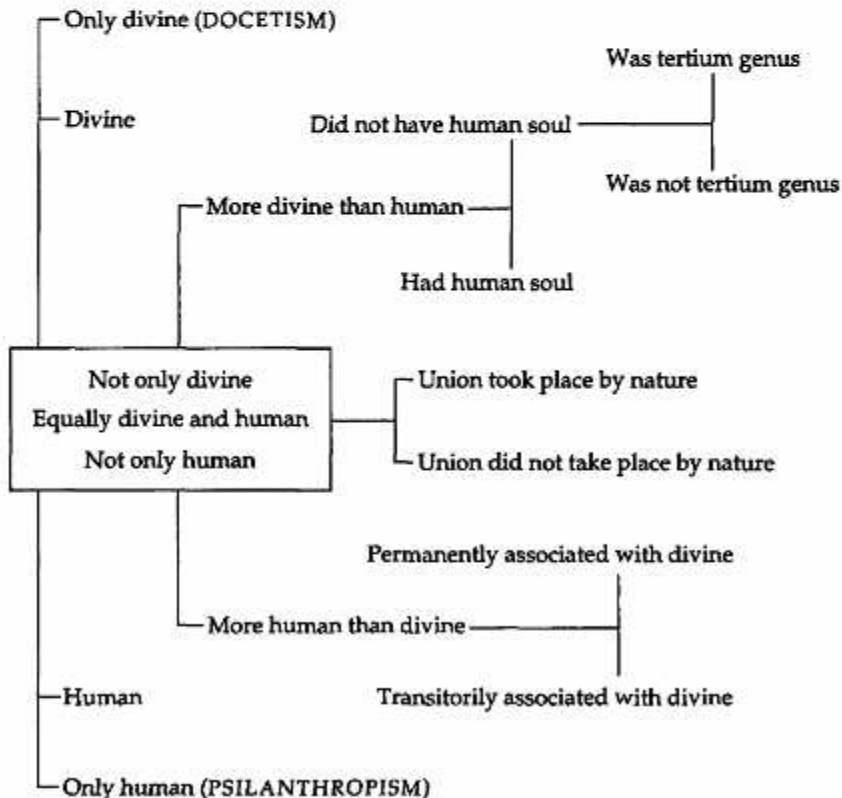 Only divine (DOCETISM)
Was tertium genus
Divine
Did not have human soul
Was not tertium genus
More divine than human
Had human soul
Not only divine
Equally divine and human
Not only human
Union took place by nature
Union did not take place by nature
Permanently associated with divine
More human than divine
Transitorily associated with divine
Human
Only human (PSILANTHROPISM)